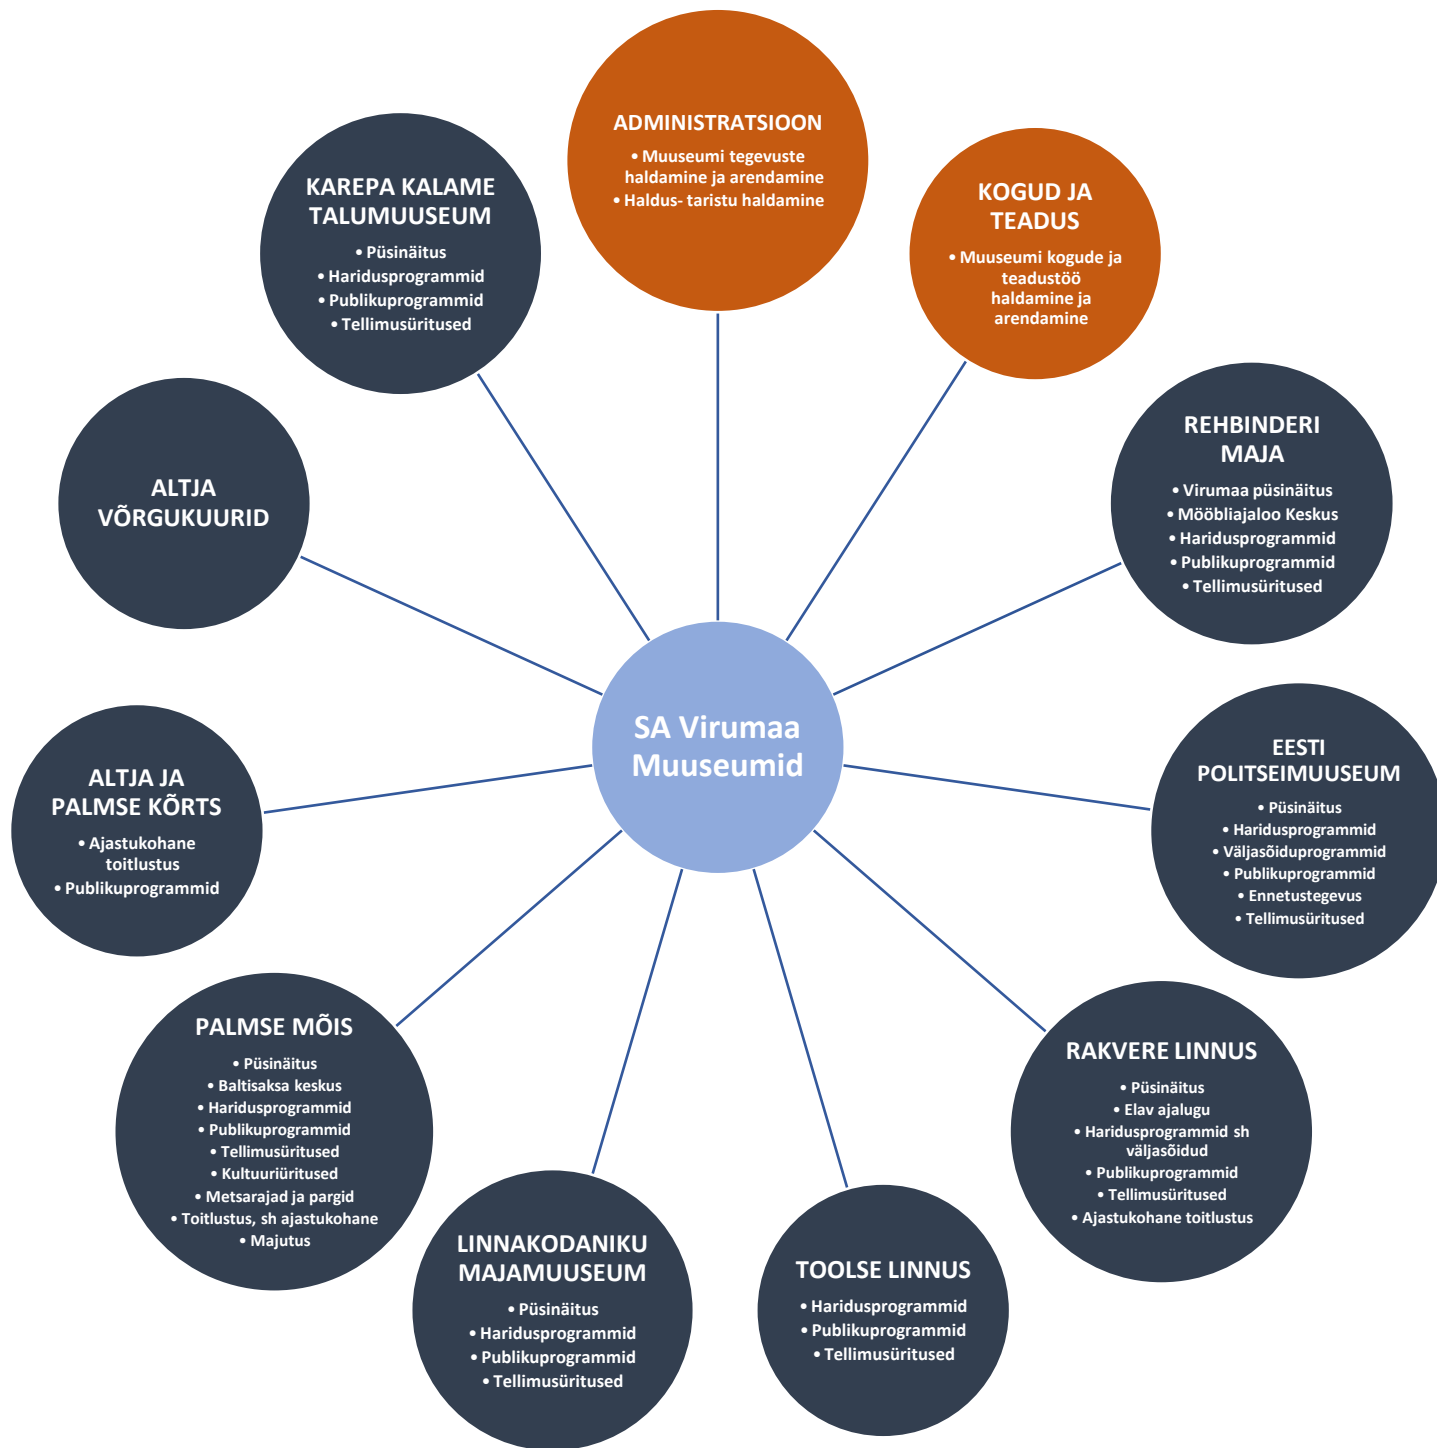 ADMINISTRATSIOON
• Muuseumi tegevuste
haldamine ja arendamine
• Haldus- taristu haldamine
KOGUD JA
TEADUS
• Muuseumi kogude ja
teadustöö
haldamine ja
arendamine
REHBINDERI
MAJA
• Virumaa püsinäitus
• Mööbliajaloo Keskus
• Haridusprogrammid
• Publikuprogrammid
• Tellimusüritused
EESTI
POLITSEIMUUSEUM
• Püsinäitus
• Haridusprogrammid
• Väljasõiduprogrammid
• Publikuprogrammid
• Ennetustegevus
• Tellimusüritused
RAKVERE LINNUS
• Püsinäitus
• Elav ajalugu
• Haridusprogrammid sh
väljasõidud
• Publikuprogrammid
• Tellimusüritused
• Ajastukohane toitlustus
TOOLSE LINNUS
• Haridusprogrammid
• Publikuprogrammid
• Tellimusüritused
LINNAKODANIKU
MAJAMUUSEUM
• Püsinäitus
• Haridusprogrammid
• Publikuprogrammid
• Tellimusüritused
PALMSE MÕIS
• Püsinäitus
• Baltisaksa keskus
• Haridusprogrammid
• Publikuprogrammid
• Tellimusüritused
• Kultuuriüritused
• Metsarajad ja pargid
• Toitlustus, sh ajastukohane
• Majutus
ALTJA JA
PALMSE KÕRTS
• Ajastukohane
toitlustus
• Publikuprogrammid
ALTJA
VÕRGUKUURID
KAREPA KALAME
TALUMUUSEUM
• Püsinäitus
• Haridusprogrammid
• Publikuprogrammid
• Tellimusüritused
SA Virumaa
Muuseumid